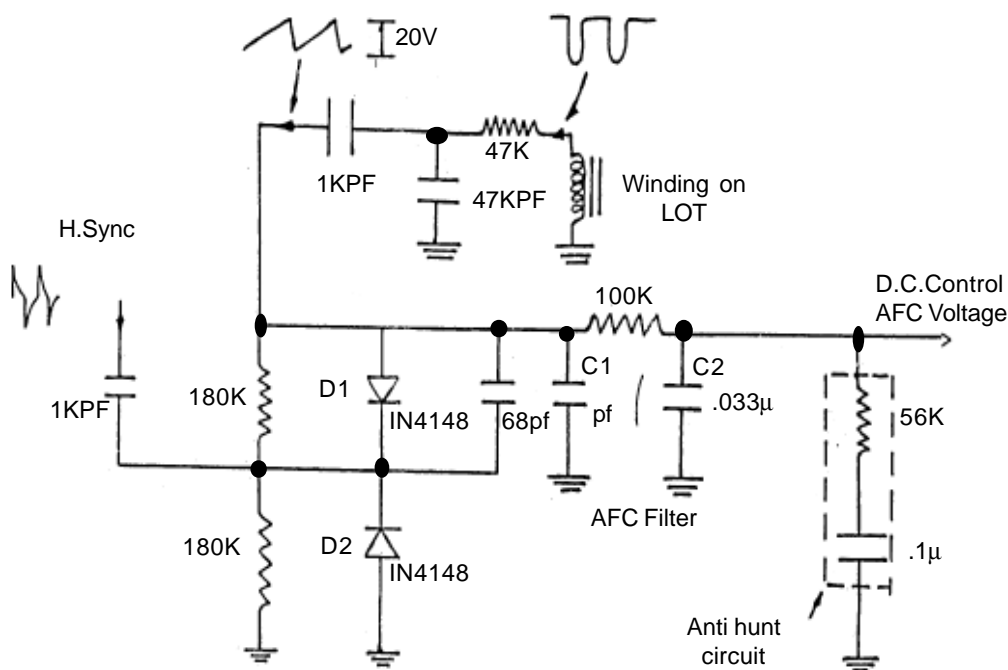 20V
47K
1KPF
47KPF
Winding on
LOT
H.Sync
D.C.Control
AFC Voltage
100K
C1
C2
180K
D1
IN4148
68pf
pf
.033µ
56K
1KPF
AFC Filter
180K
D2
IN4148
.1µ
Anti hunt
circuit